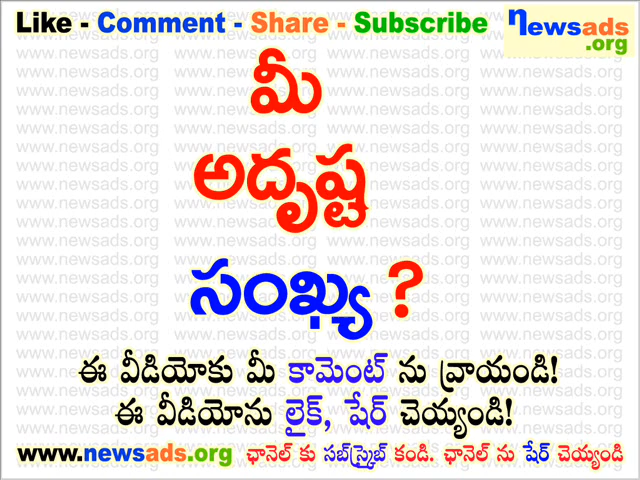 Like - Comment - Share - Subscribe
newsads
.org
మీ
అదృష్ట
సంఖ్య ?
ఈ వీడియోకు మీ కామెంట్ ను వ్రాయండి!
ఈ వీడియోను లైక్, షేర్ చెయ్యండి!
www.newsads.org ఛానెల్ కు సబ్‌స్క్రైబ్ కండి. ఛానెల్ ను షేర్ చెయ్యండి